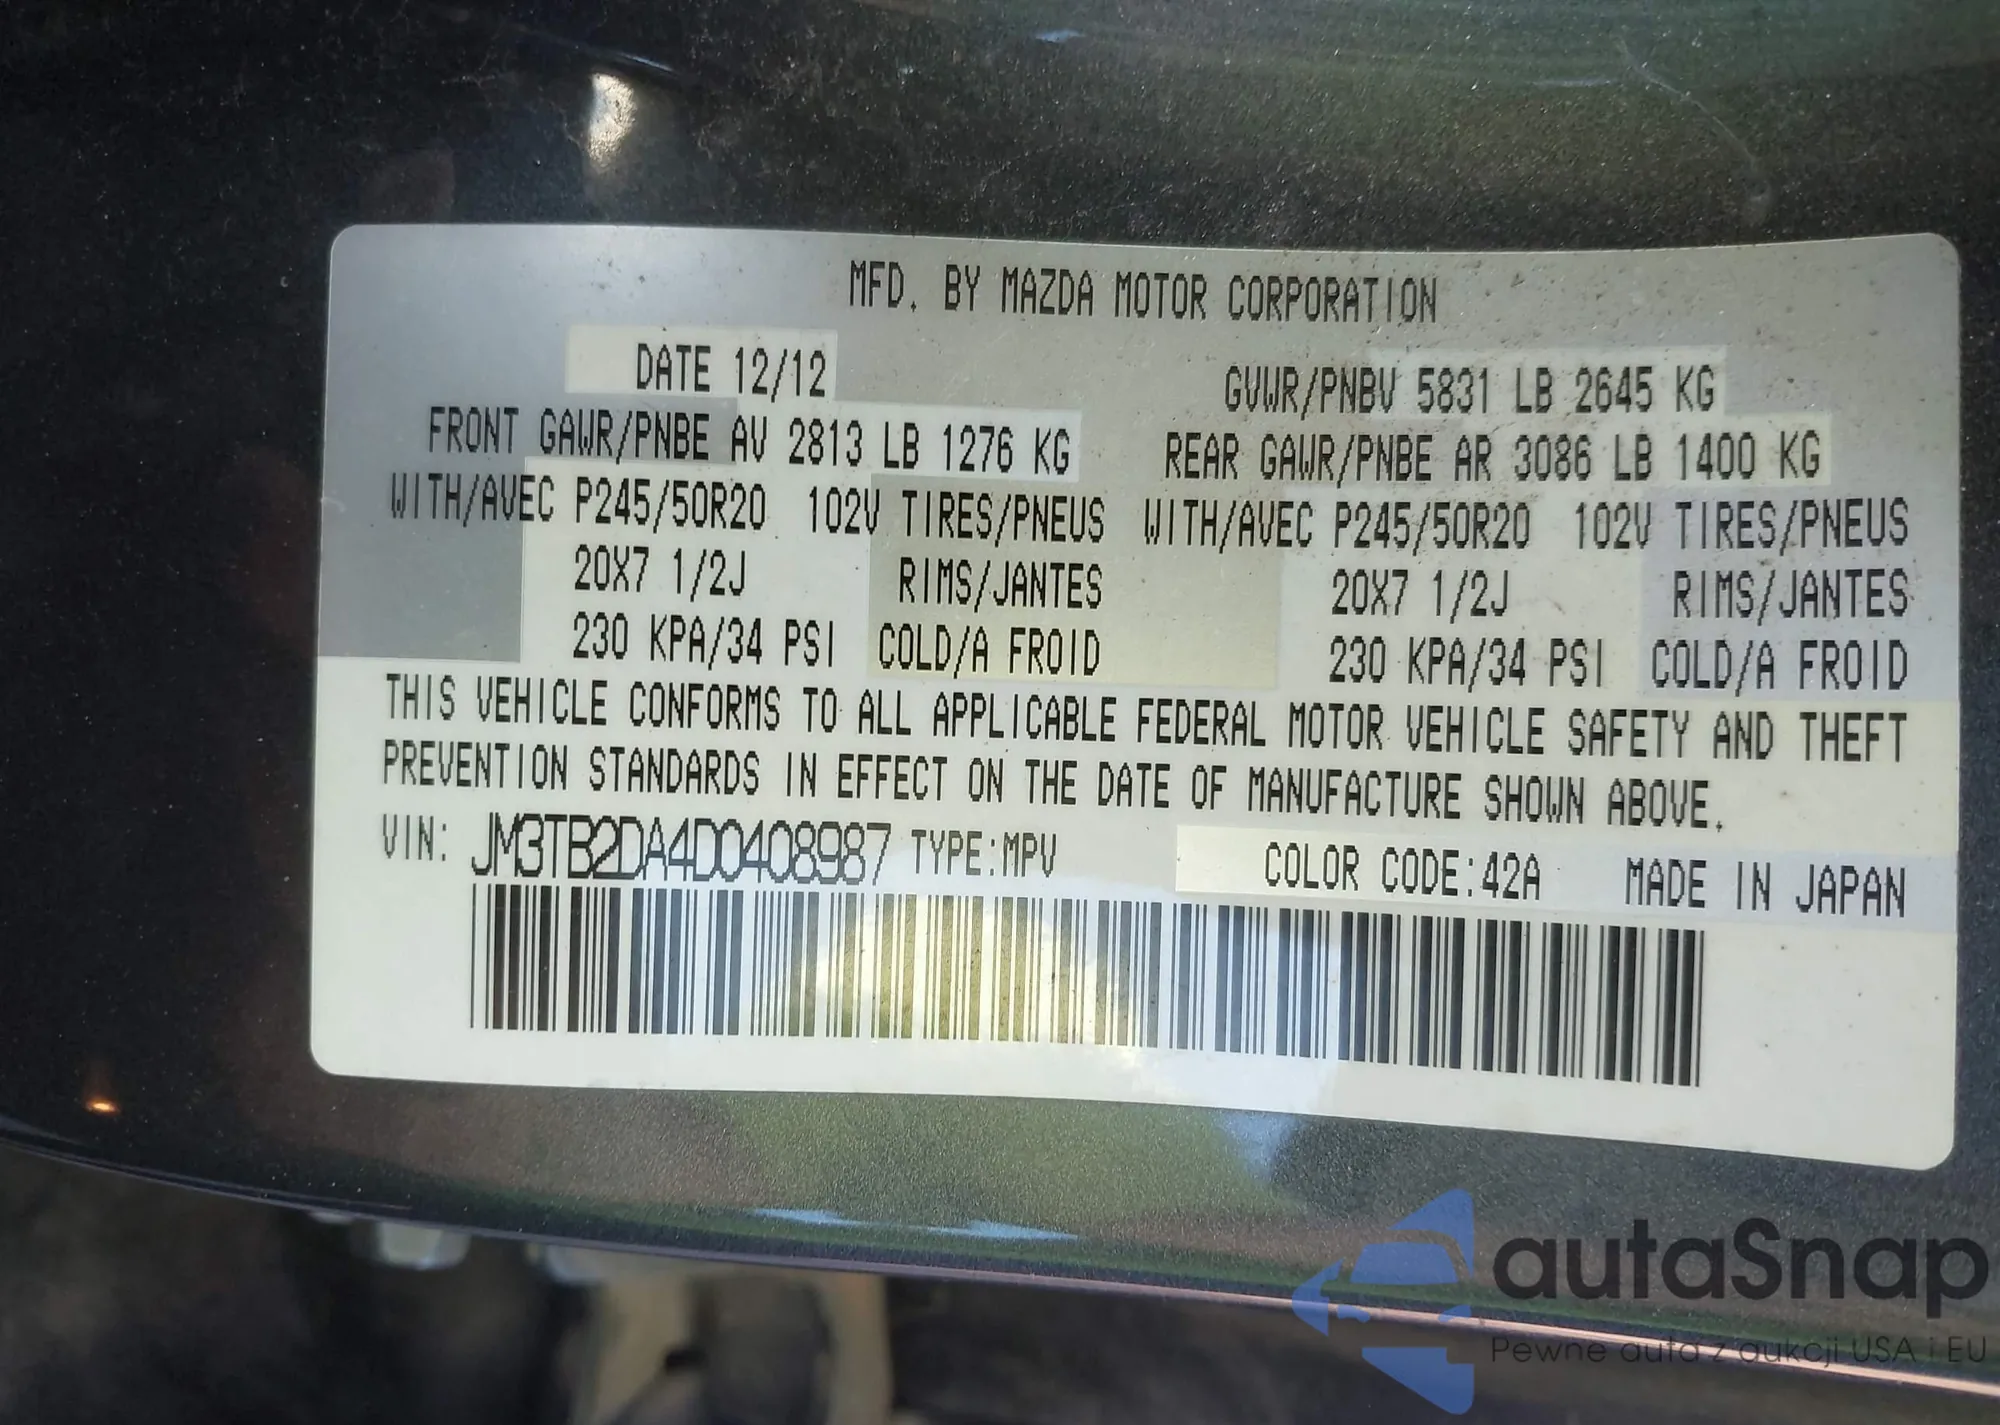 MFD. BY MAZDA MOTOR CORPORATION
DATE 12/12 GVWR/PNBV 5831 LB 2645 KG
FRONT GAWR/PNBE AV 2813 LB 1276 KG REAR GAWR/PNBE AR 3086 LB 1400 KG
WITH/AVEC P245/50R20 102V TIRES/PNEUS WITH/AVEC P245/50R20 102V TIRES/PNEUS
20X7 1/2J RIMS/JANTES 20X7 1/2J RIMS/JANTES
230 KPA/34 PSI COLD/A FROID 230 KPA/34 PSI COLD/A FROID
THIS VEHICLE CONFORMS TO ALL APPLICABLE FEDERAL MOTOR VEHICLE SAFETY AND THEFT
PREVENTION STANDARDS IN EFFECT ON THE DATE OF MANUFACTURE SHOWN ABOVE.
VIN: JM3TB2DA4D0408987 TYPE:MPV COLOR CODE:42A MADE IN JAPAN
autaSnap
Pewne auta z aukcji USA i EU